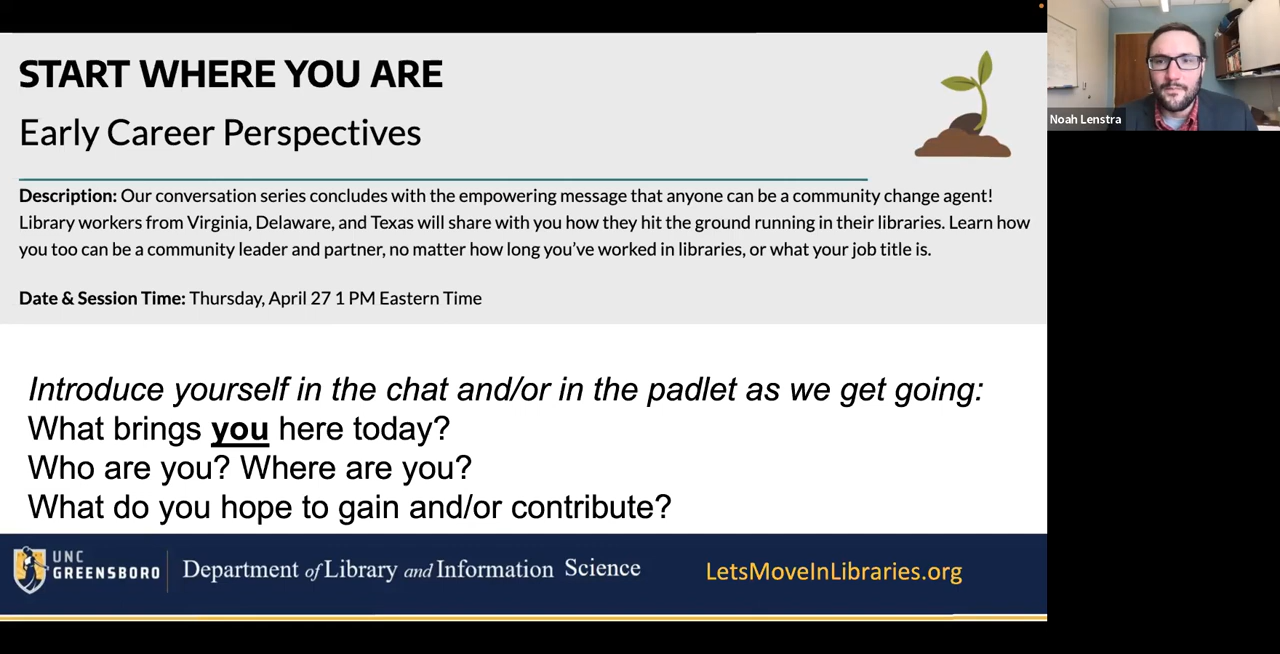 START WHERE YOU ARE
Early Career Perspectives
Description: Our conversation series concludes with the empowering message that anyone can be a community change agent!
Library workers from Virginia, Delaware, and Texas will share with you how they hit the ground running in their libraries. Learn how
you too can be a community leader and partner, no matter how long you’ve worked in libraries, or what your job title is.
Date & Session Time: Thursday, April 27 1 PM Eastern Time
Introduce yourself in the chat and/or in the padlet as we get going:
What brings you here today?
Who are you? Where are you?
What do you hope to gain and/or contribute?
UNC
GREENSBORO
Department of Library and Information Science
LetsMoveInLibraries.org
Noah Lenstra